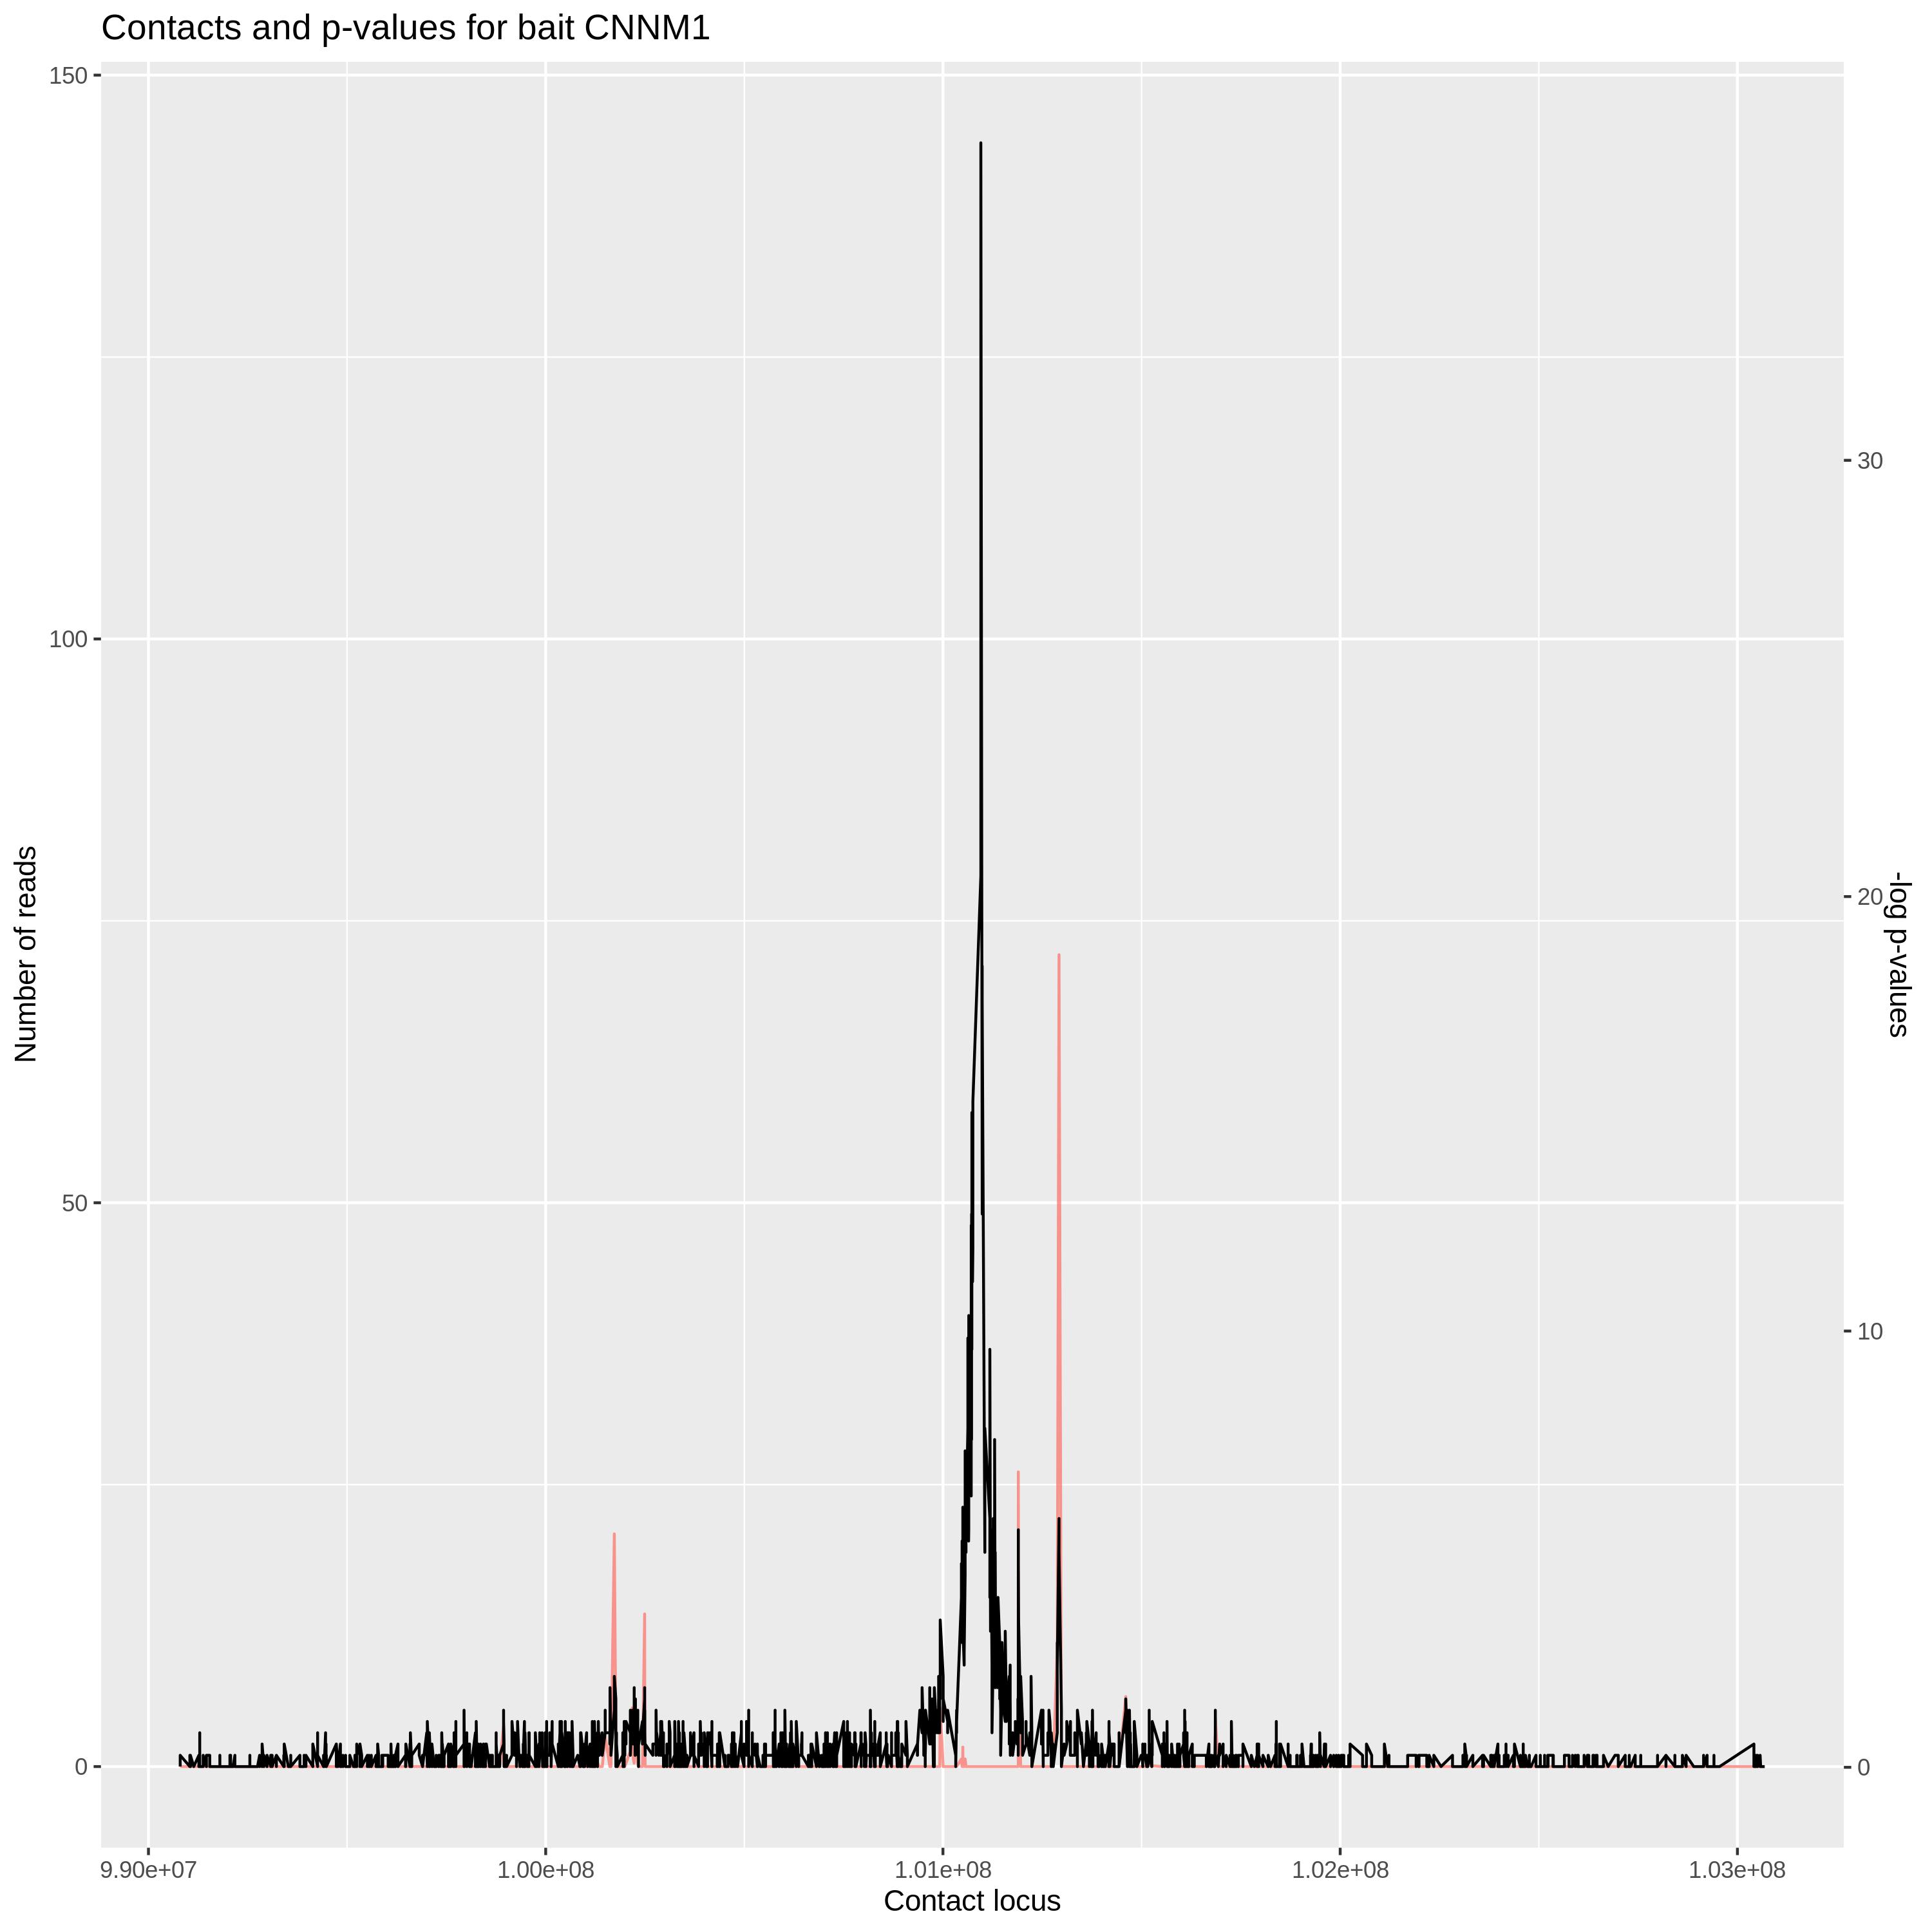 Contacts and p-values for bait CNNM1
150
100
50
0
Number of reads
30
20
10
0
-log p-values
9.90e+07
1.00e+08
1.01e+08
1.02e+08
1.03e+08
Contact locus